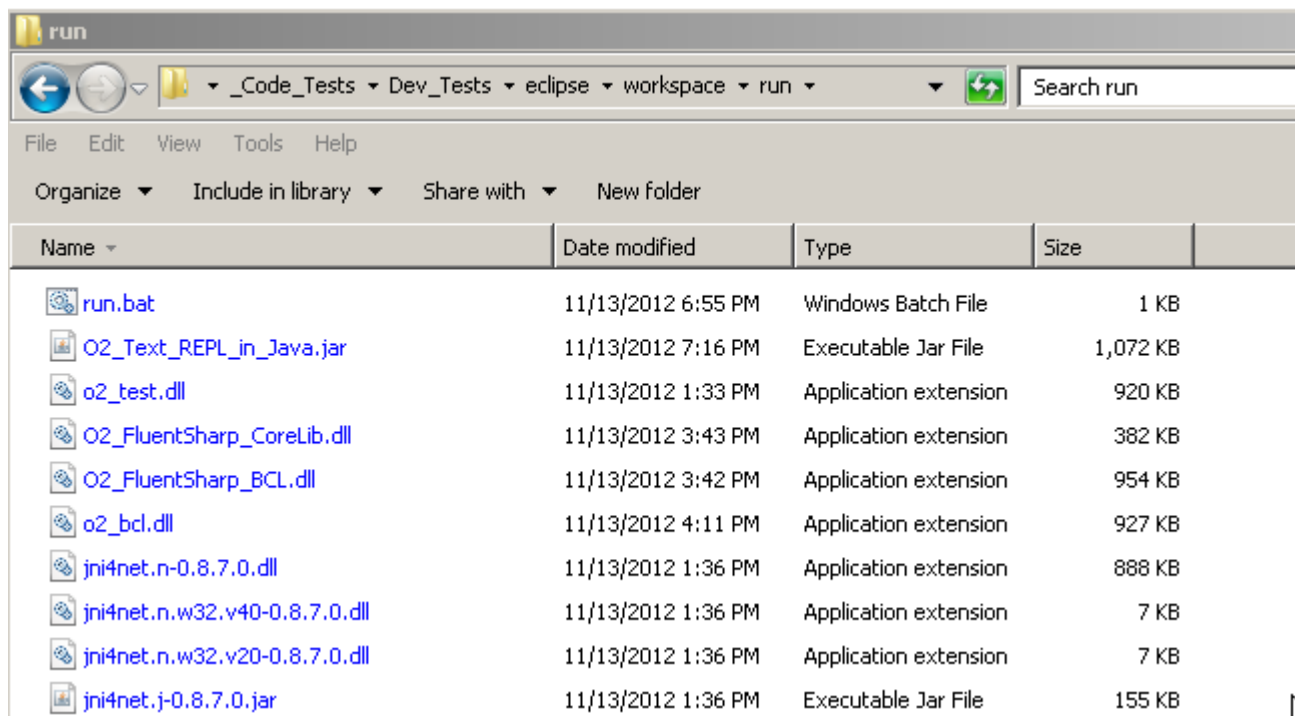 run
_Code_Tests Dev_Tests eclipse workspace run Search run
File Edit View Tools Help
Organize Include in library Share with New folder
Name Date modified Type Size
run.bat 11/13/2012 6:55 PM Windows Batch File 1 KB
O2_Text_REPL_in_Java.jar 11/13/2012 7:16 PM Executable Jar File 1,072 KB
o2_test.dll 11/13/2012 1:33 PM Application extension 920 KB
O2_FluentSharp_CoreLib.dll 11/13/2012 3:43 PM Application extension 382 KB
O2_FluentSharp_BCL.dll 11/13/2012 3:42 PM Application extension 954 KB
o2_bcl.dll 11/13/2012 4:11 PM Application extension 927 KB
jni4net.n-0.8.7.0.dll 11/13/2012 1:36 PM Application extension 888 KB
jni4net.n.w32.v40-0.8.7.0.dll 11/13/2012 1:36 PM Application extension 7 KB
jni4net.n.w32.v20-0.8.7.0.dll 11/13/2012 1:36 PM Application extension 7 KB
jni4net.j-0.8.7.0.jar 11/13/2012 1:36 PM Executable Jar File 155 KB